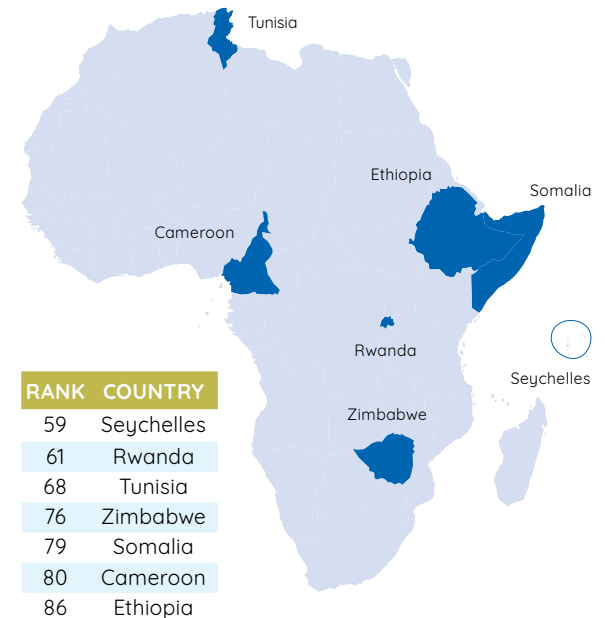 Tunisia
Ethiopia
Somalia
Cameroon
Rwanda
Seychelles
Zimbabwe
RANK COUNTRY
59 Seychelles
61 Rwanda
68 Tunisia
76 Zimbabwe
79 Somalia
80 Cameroon
86 Ethiopia